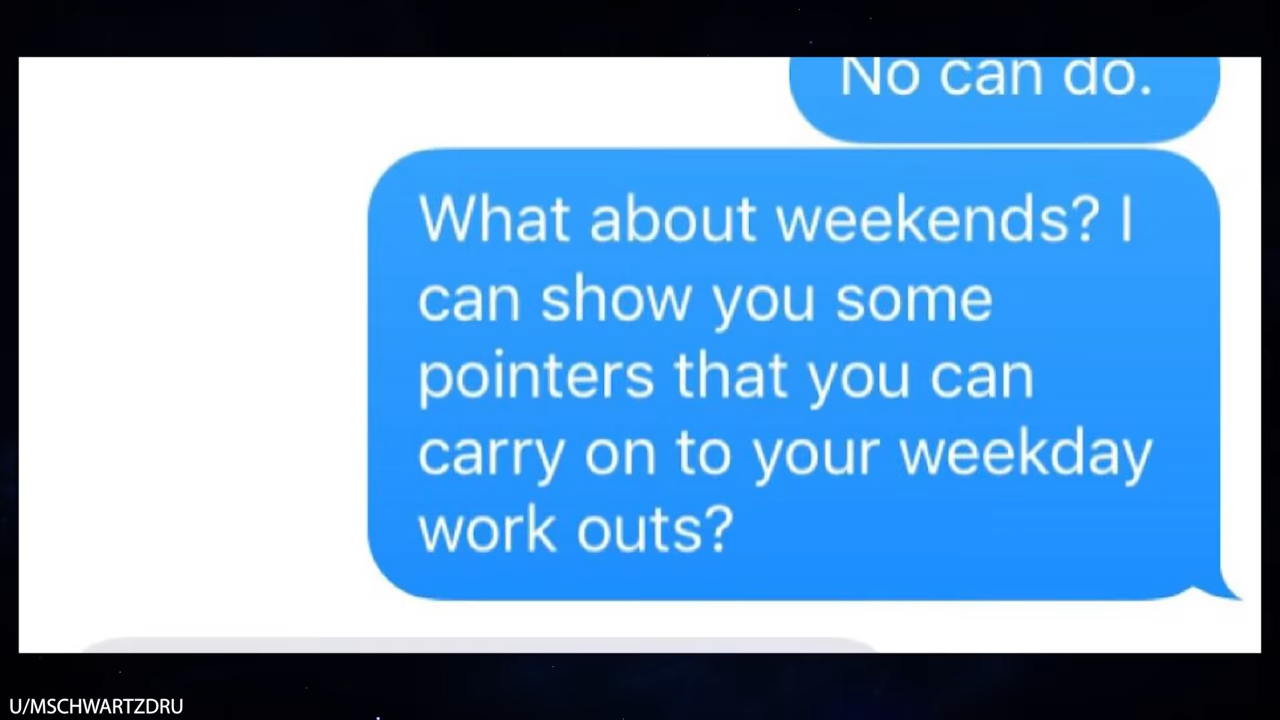 No can do.
What about weekends? I
can show you some
pointers that you can
carry on to your weekday
work outs?
U/MSCHWARTZDRU